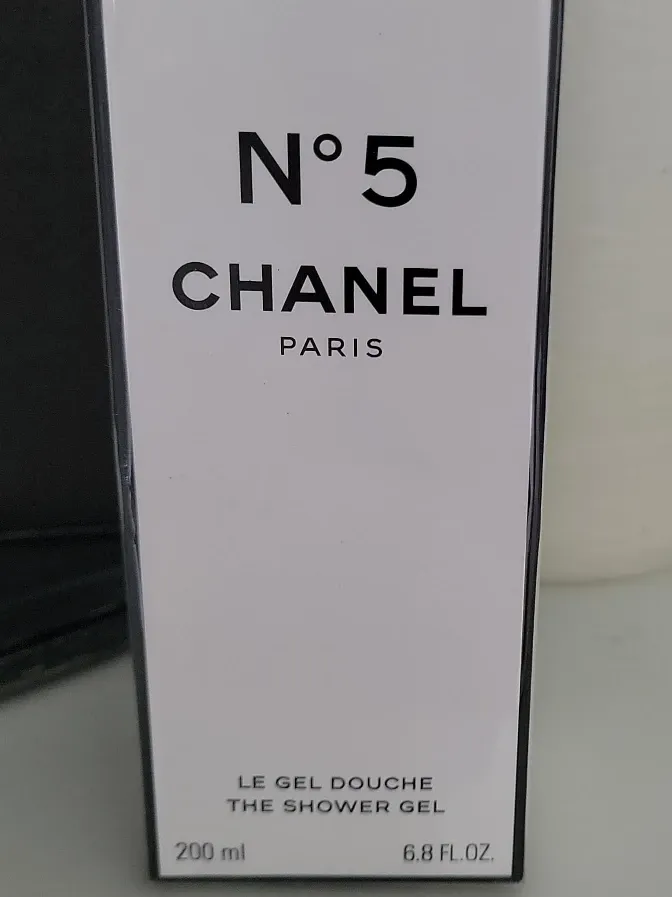 N°5
CHANEL
PARIS
LE GEL DOUCHE
THE SHOWER GEL
200 ml 6.8 FL.OZ.